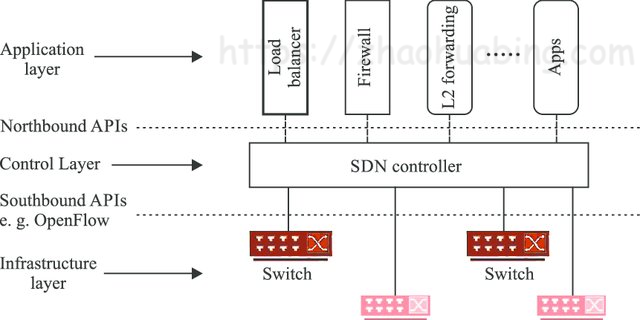 https://zhaohuabing.com
Application
layer
Load
balancer
Firewall
L2 forwarding
Apps
Northbound APIs
Control Layer
SDN controller
Southbound APIs
e. g. OpenFlow
Switch
Switch
Infrastructure
layer